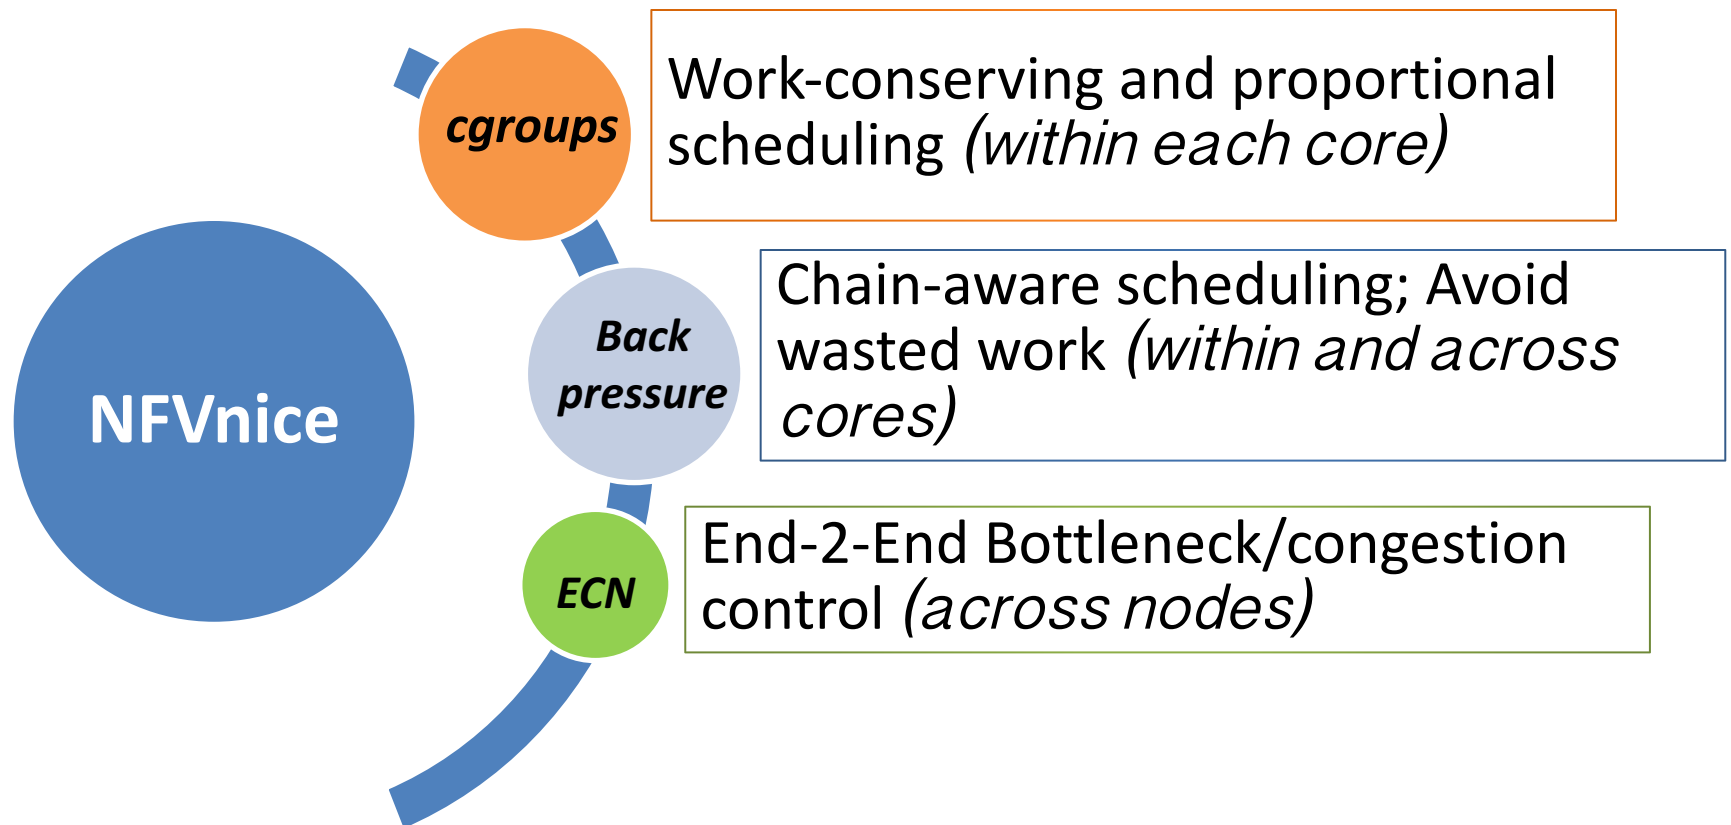 cgroups
Work-conserving and proportional
scheduling (within each core)
NFVnice
Back
pressure
Chain-aware scheduling; Avoid
wasted work (within and across
cores)
ECN
End-2-End Bottleneck/congestion
control (across nodes)